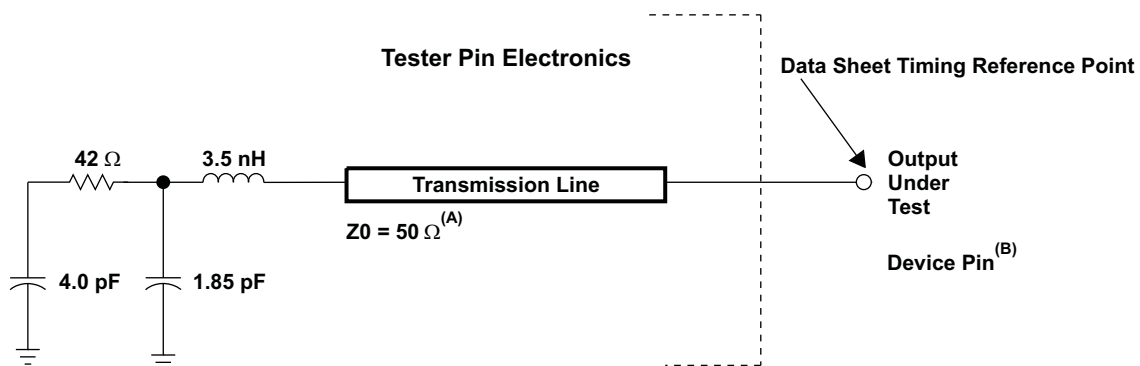 Tester Pin Electronics
Data Sheet Timing Reference Point
42 Ω
3.5 nH
Transmission Line
Output
Under
Test
Z0 = 50 Ω(A)
Device Pin(B)
4.0 pF
1.85 pF